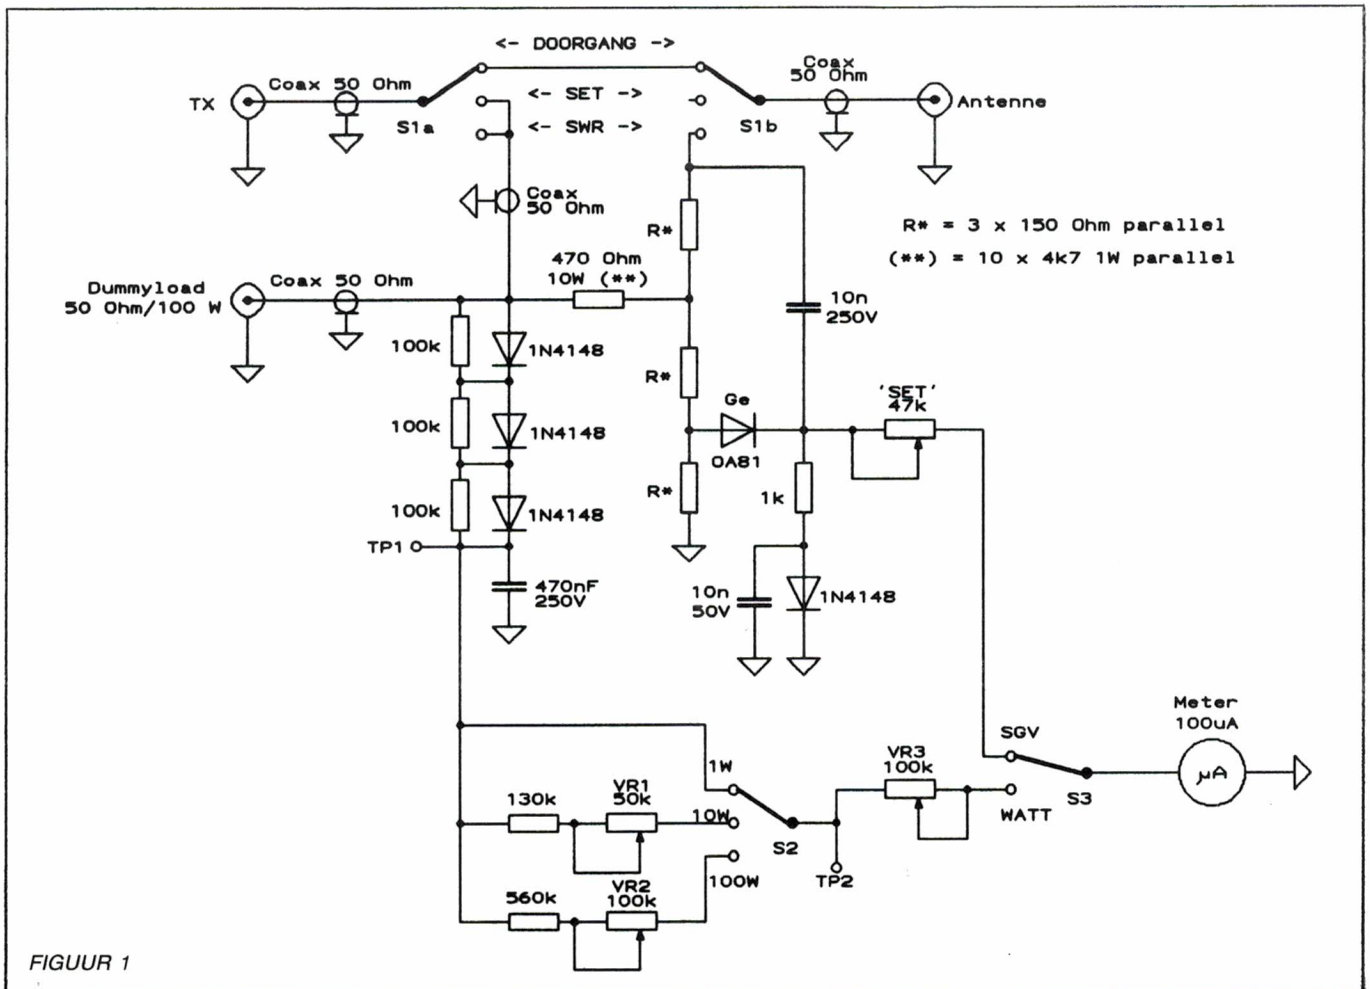 <- DOORGANG ->
Coax 50 Ohm
Coax
50 Ohm
TX
<- SET ->
Antenne
S1a
<- SWR ->
S1b
Coax
50 Ohm
R*
R* = 3 x 150 Ohm parallel
(**) = 10 x 4k7 1W parallel
470 Ohm
10W (**)
Dummyload
50 Ohm/100 W
Coax 50 Ohm
10n
250V
100k
1N4148
R*
'SET'
47k
Ge
100k
1N4148
OA81
R*
1k
100k
1N4148
TP1
470nF
250V
10n
50V
1N4148
Meter
100uA
SGV
1W
VR3
100k
µA
S3
130k
VR1
50k
10W
WATT
S2
100W
TP2
560k
VR2
100k
FIGUUR 1